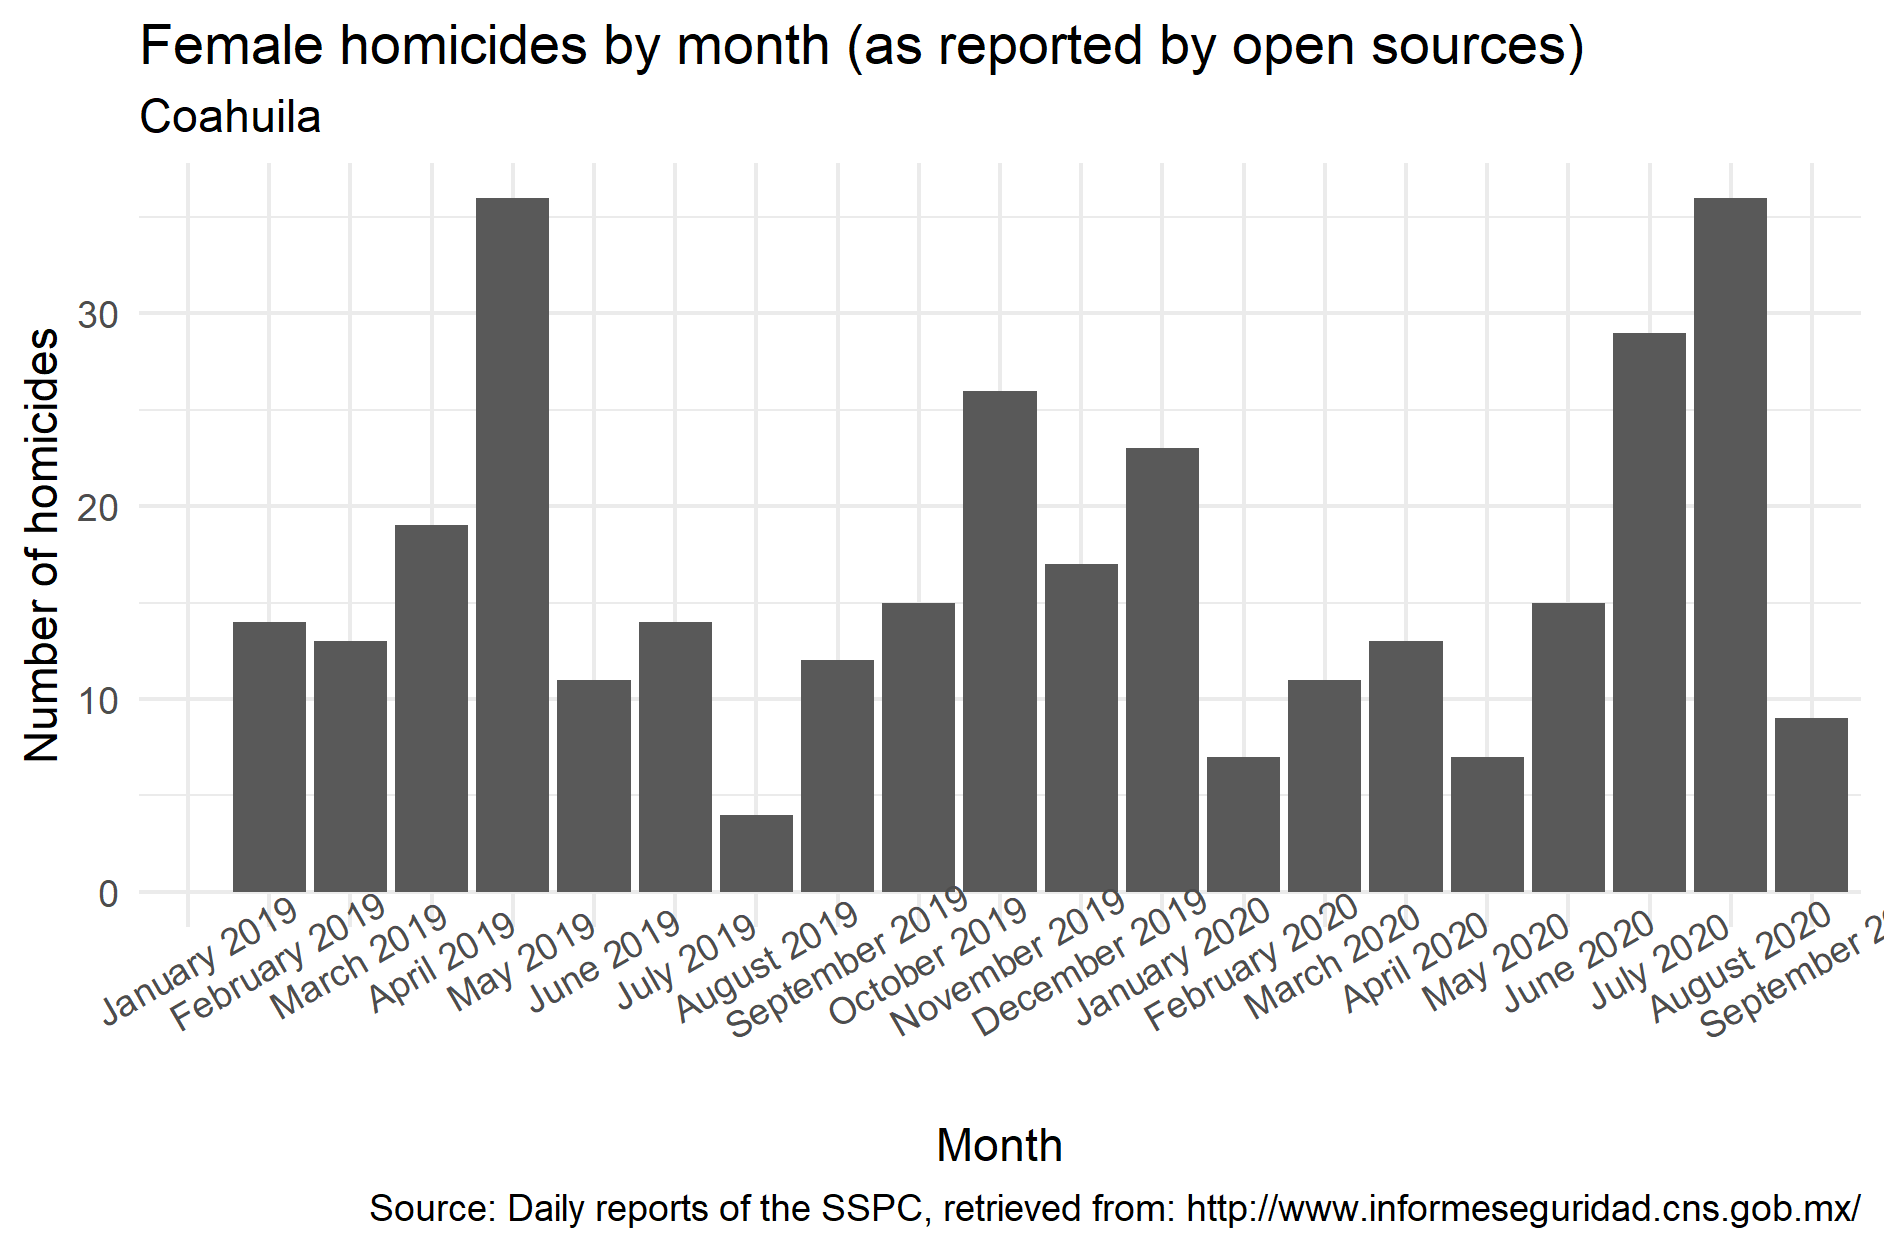 Female homicides by month (as reported by open sources)
Coahuila
Number of homicides
30
20
10
0
January 2019
February 2019
March 2019
April 2019
May 2019
June 2019
July 2019
August 2019
September 2019
October 2019
November 2019
December 2019
January 2020
February 2020
March 2020
April 2020
May 2020
June 2020
July 2020
August 2020
September
Month
Source: Daily reports of the SSPC, retrieved from: http://www.informeseguridad.cns.gob.mx/